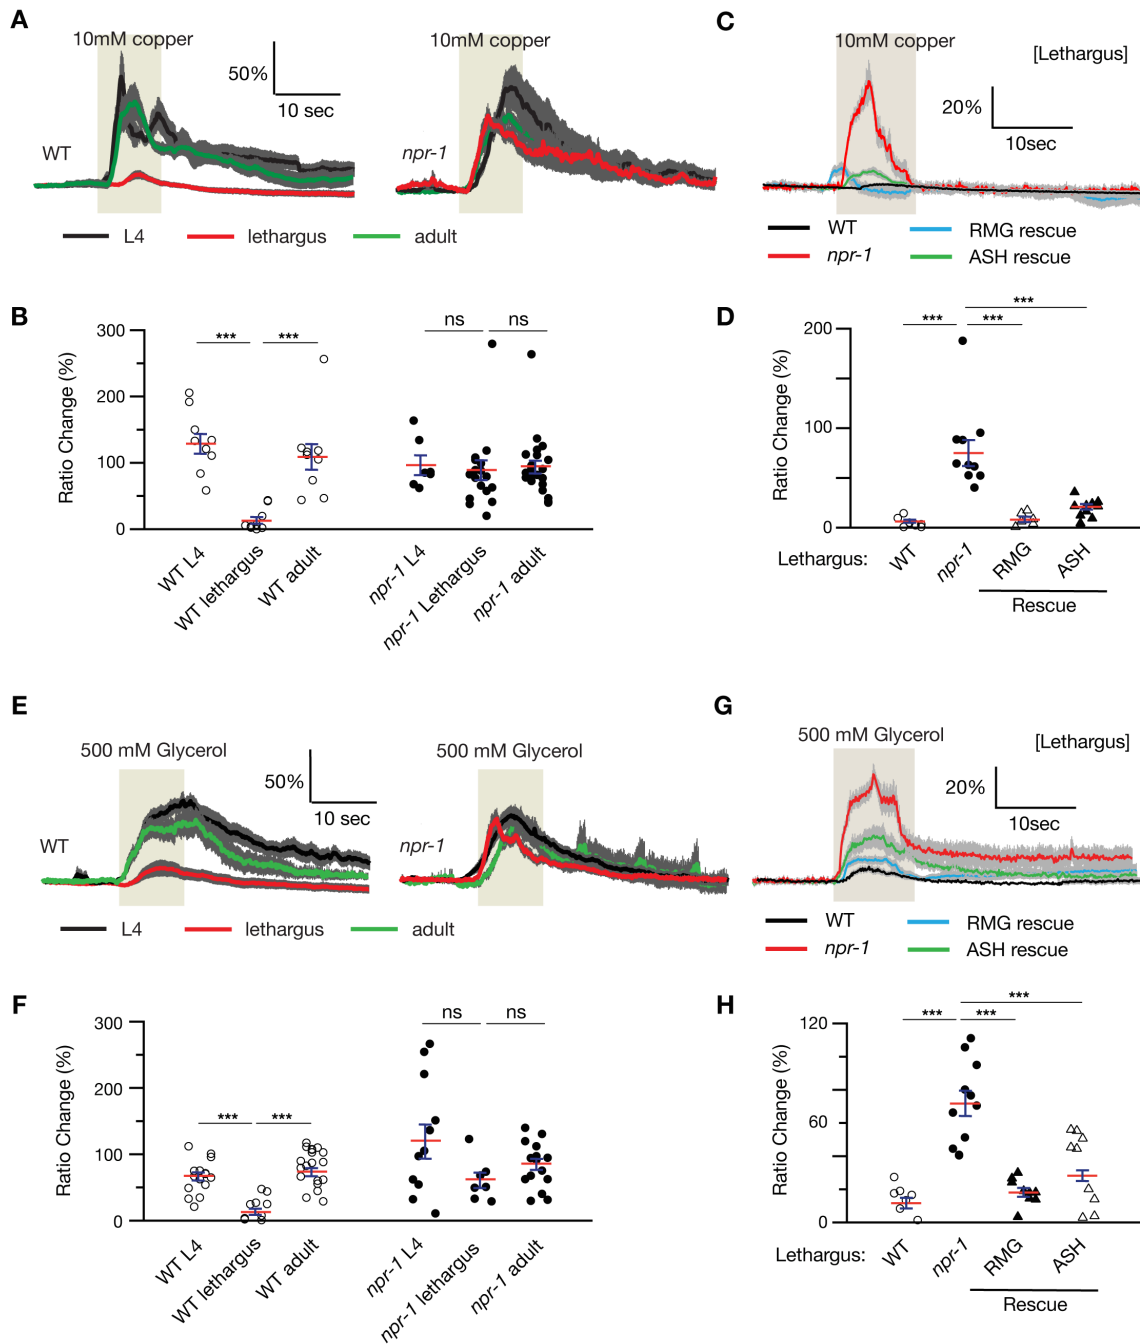 A
10mM copper
50%
10 sec
WT
10mM copper
npr-1
L4
lethargus
adult
C
10mM copper
[Lethargus]
20%
10sec
WT
RMG rescue
npr-1
ASH rescue
B
Ratio Change (%)
300
200
100
0
***
***
ns
ns
WT L4
WT lethargus
WT adult
npr-1 L4
npr-1 Lethargus
npr-1 adult
D
Ratio Change (%)
200
100
0
***
***
***
Lethargus:
WT
npr-1
RMG
ASH
Rescue
E
500 mM Glycerol
50%
10 sec
WT
500 mM Glycerol
npr-1
L4
lethargus
adult
G
500 mM Glycerol
[Lethargus]
20%
10sec
WT
RMG rescue
npr-1
ASH rescue
F
Ratio Change (%)
300
200
100
0
***
***
ns
ns
WT L4
WT lethargus
WT adult
npr-1 L4
npr-1 lethargus
npr-1 adult
H
Ratio Change (%)
120
60
0
***
***
***
Lethargus:
WT
npr-1
RMG
ASH
Rescue